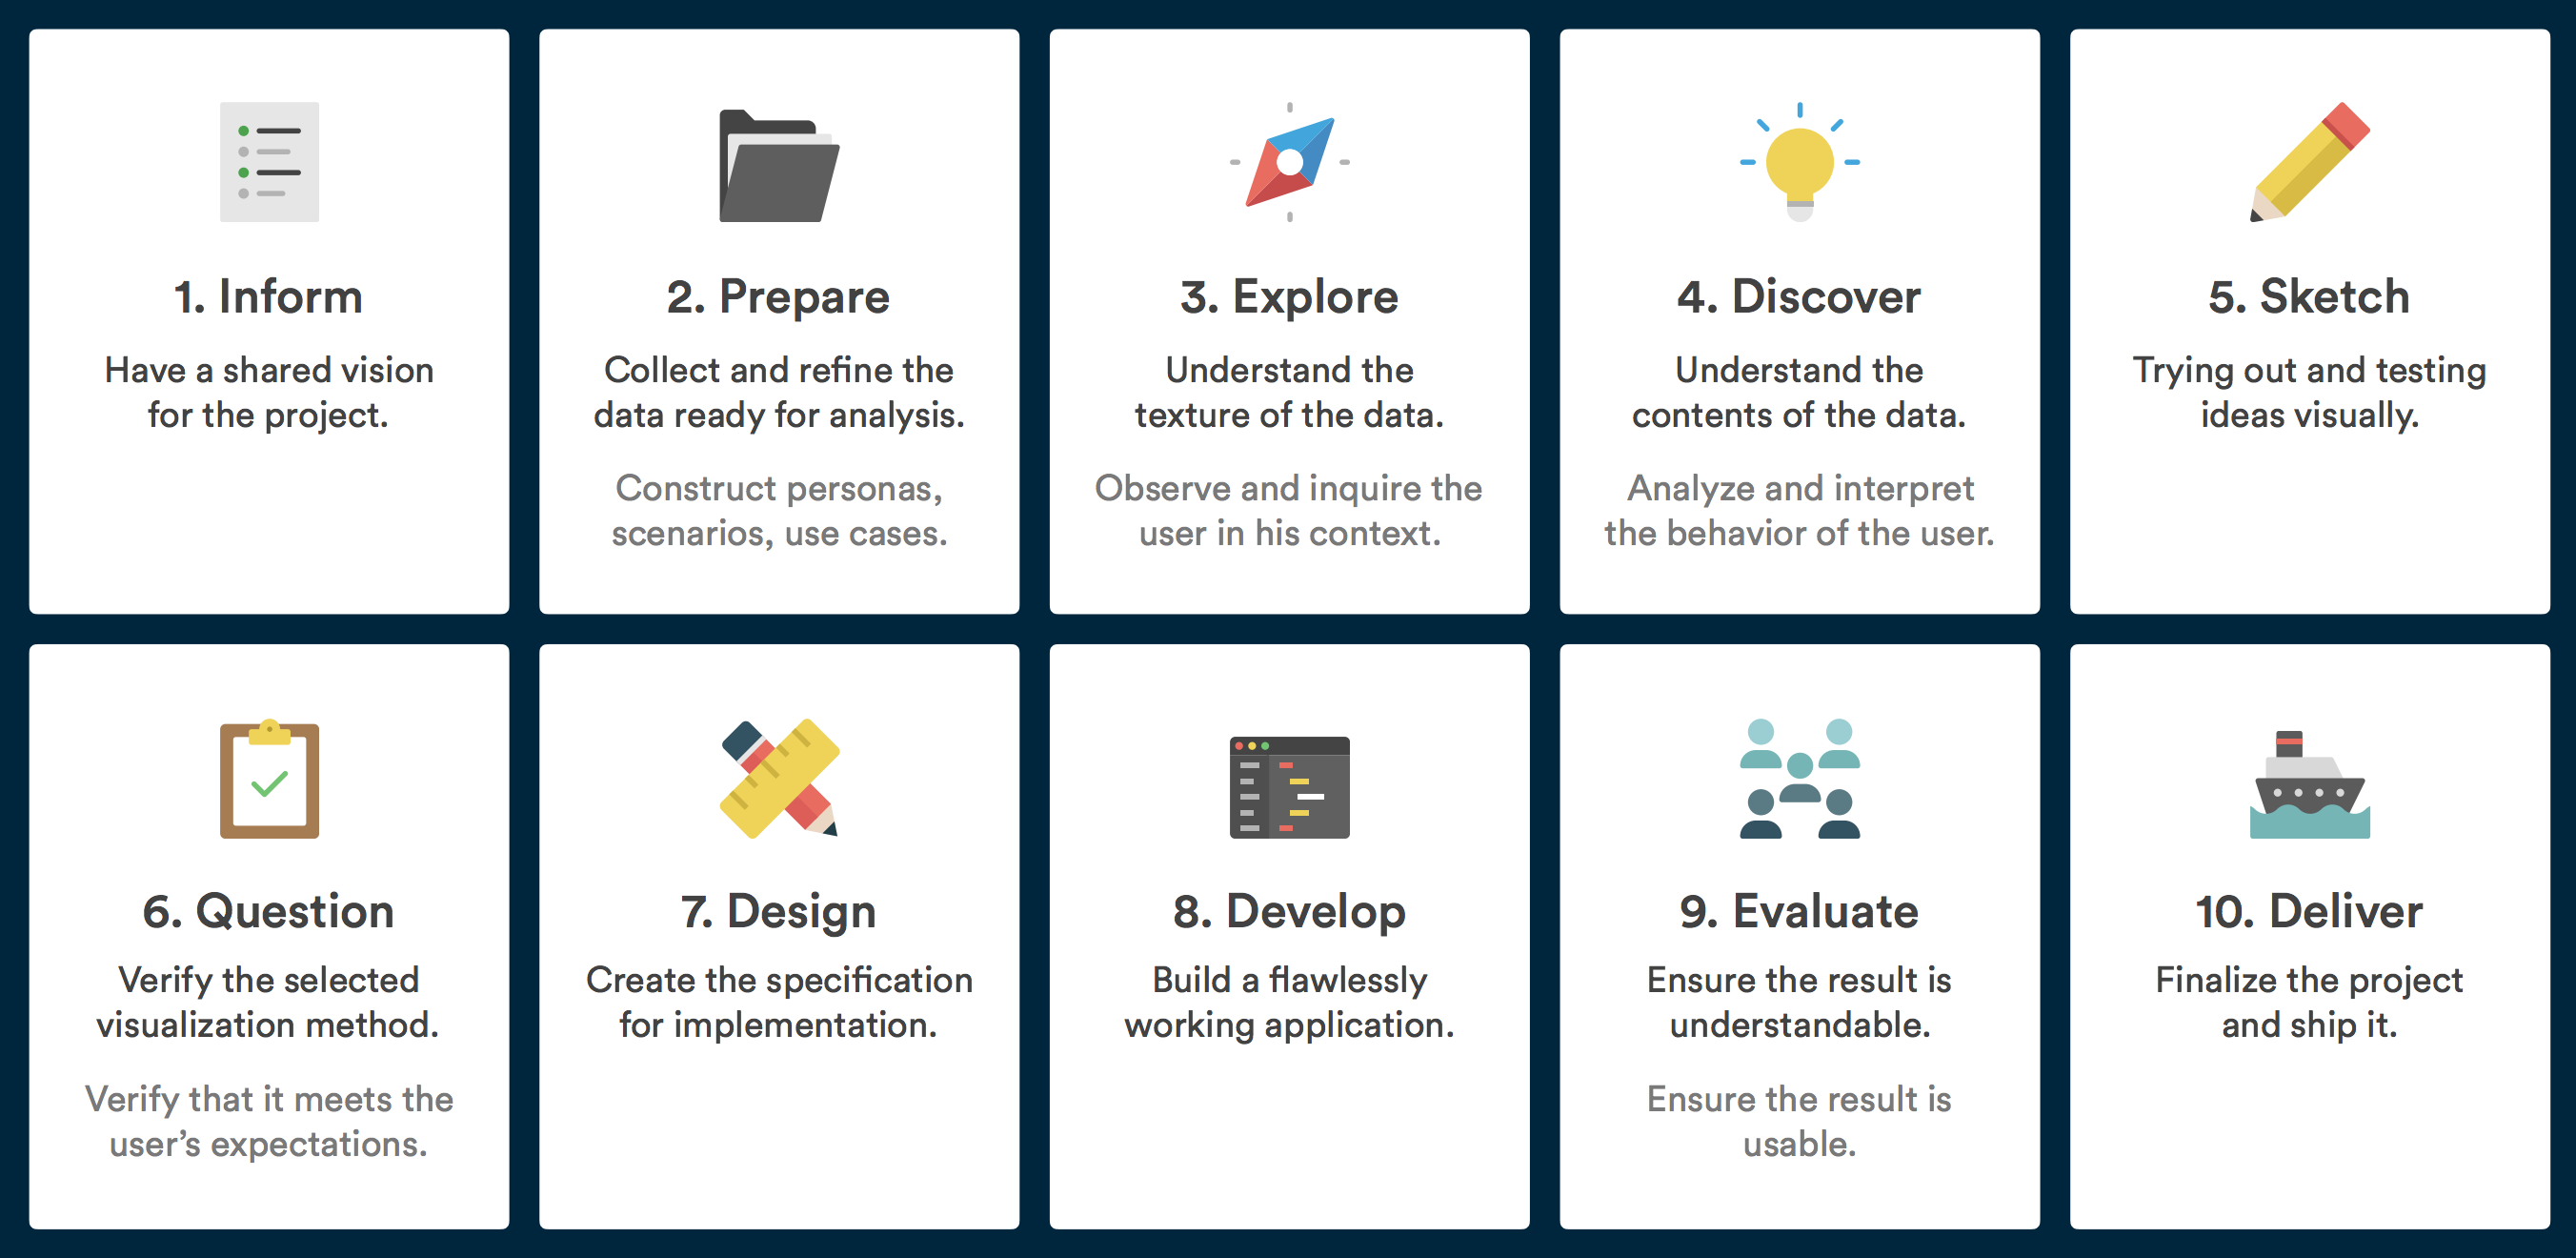 1. Inform
Have a shared vision
for the project.
2. Prepare
Collect and refine the
data ready for analysis.
Construct personas,
scenarios, use cases.
3. Explore
Understand the
texture of the data.
Observe and inquire the
user in his context.
4. Discover
Understand the
contents of the data.
Analyze and interpret
the behavior of the user.
5. Sketch
Trying out and testing
ideas visually.
6. Question
Verify the selected
visualization method.
Verify that it meets the
user’s expectations.
7. Design
Create the specification
for implementation.
8. Develop
Build a flawlessly
working application.
9. Evaluate
Ensure the result is
understandable.
Ensure the result is
usable.
10. Deliver
Finalize the project
and ship it.